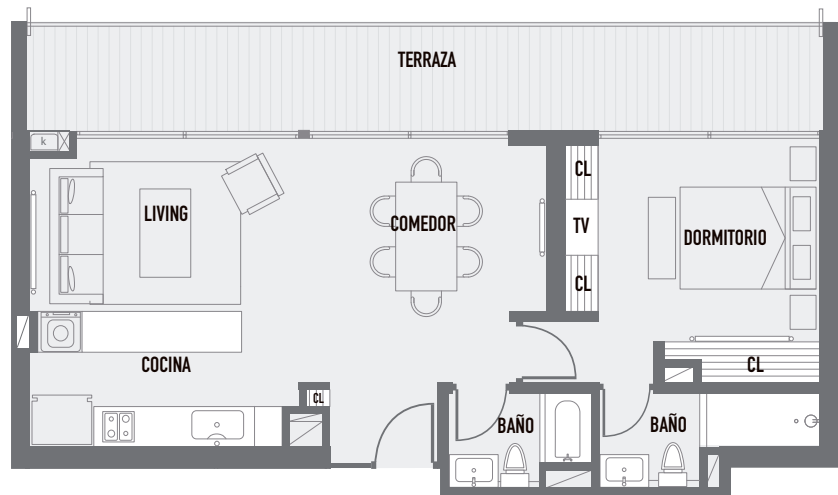 TERRAZA
k
CL
LIVING
COMEDOR
TV
DORMITORIO
CL
COCINA
CL
CL
BAÑO
BAÑO